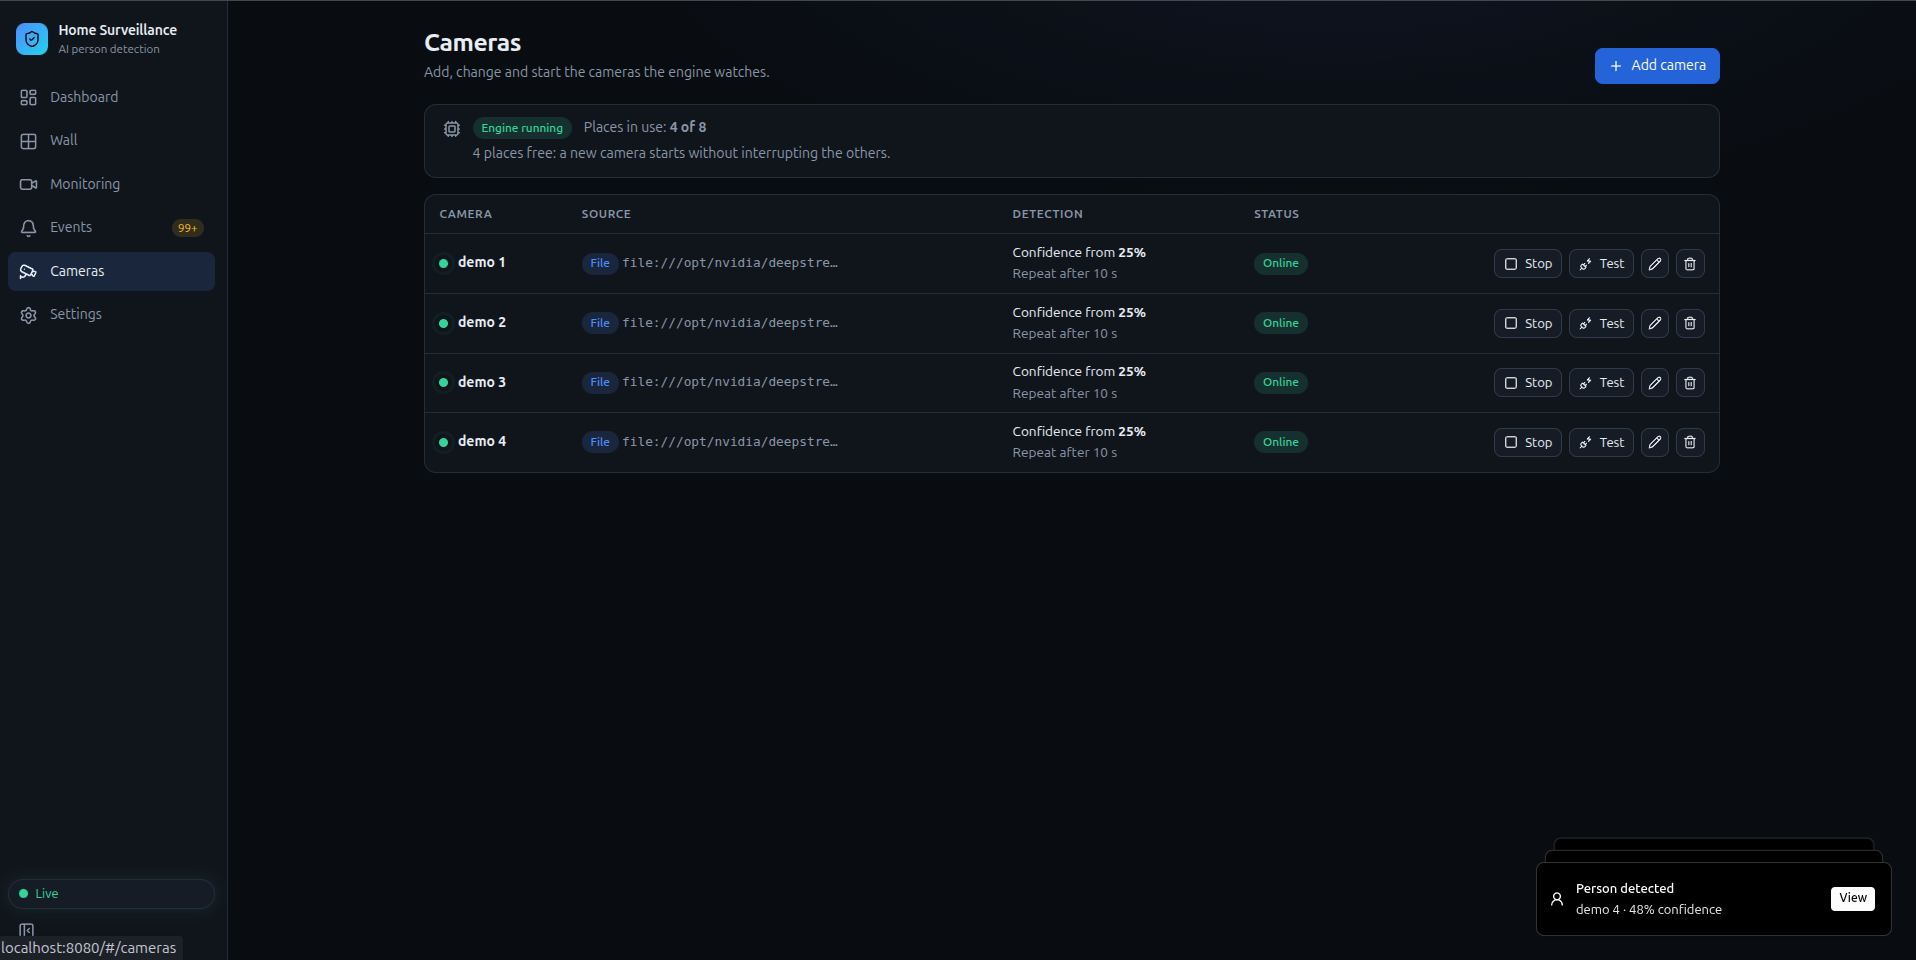 Home Surveillance
AI person detection
Dashboard
Wall
Monitoring
Events 99+
Cameras
Settings
Live
localhost:8080/#/cameras
Cameras
Add, change and start the cameras the engine watches.
+ Add camera
Engine running Places in use: 4 of 8
4 places free: a new camera starts without interrupting the others.
CAMERA SOURCE DETECTION STATUS
demo 1 File file:///opt/nvidia/deepstre… Confidence from 25% Online Stop Test
Repeat after 10 s
demo 2 File file:///opt/nvidia/deepstre… Confidence from 25% Online Stop Test
Repeat after 10 s
demo 3 File file:///opt/nvidia/deepstre… Confidence from 25% Online Stop Test
Repeat after 10 s
demo 4 File file:///opt/nvidia/deepstre… Confidence from 25% Online Stop Test
Repeat after 10 s
Person detected
demo 4 · 48% confidence
View